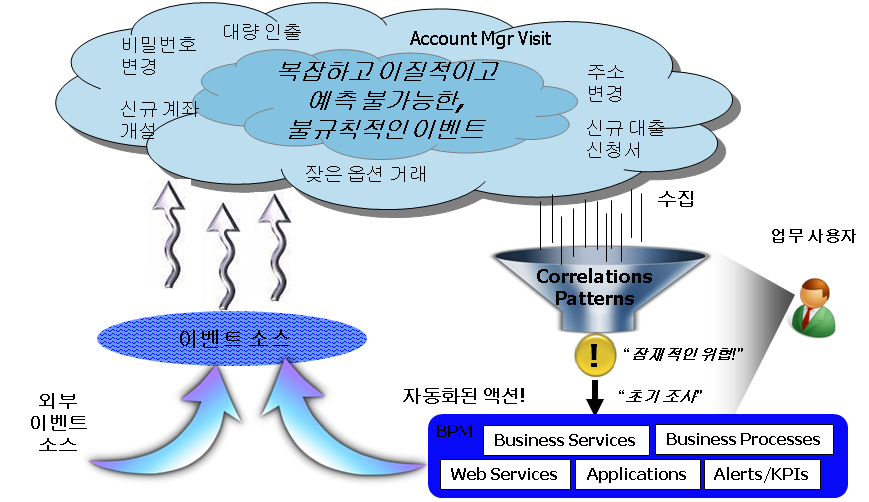 대량 인출
Account Mgr Visit
비밀번호
변경
복잡하고 이질적이고
예측 불가능한,
불규칙적인 이벤트
주소
변경
신규 계좌
개설
신규 대출
신청서
잦은 옵션 거래
수집
업무 사용자
Correlations
Patterns
이벤트 소스
!
“잠재적인 위협!”
외부
이벤트
소스
자동화된 액션!
“초기 조사”
BPM
Business Services
Business Processes
Web Services
Applications
Alerts/KPIs